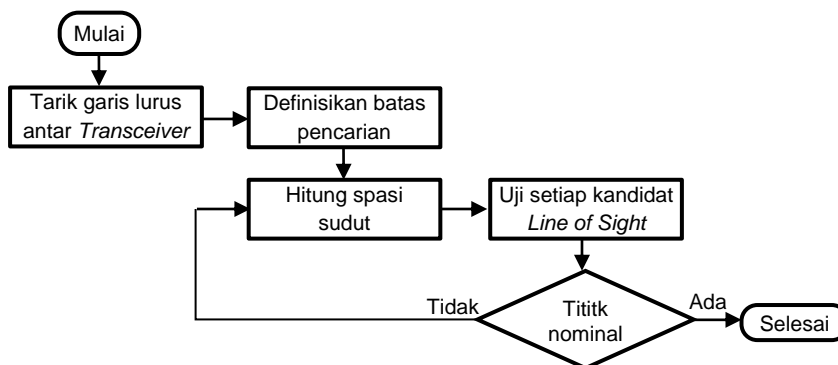 Mulai
Tarik garis lurus
antar Transceiver
Definisikan batas
pencarian
Hitung spasi
sudut
Uji setiap kandidat
Line of Sight
Tidak
Tititk
nominal
Ada
Selesai